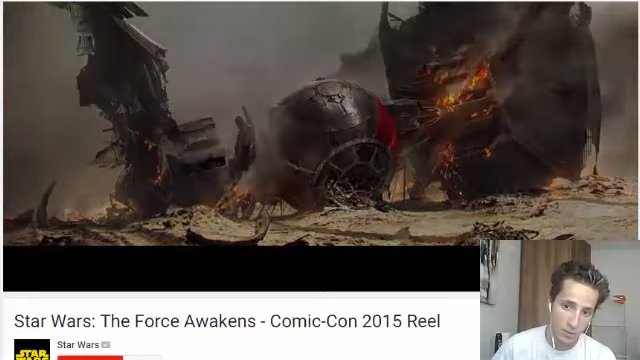 Star Wars: The Force Awakens - Comic-Con 2015 Reel
STAR
WARS
Star Wars